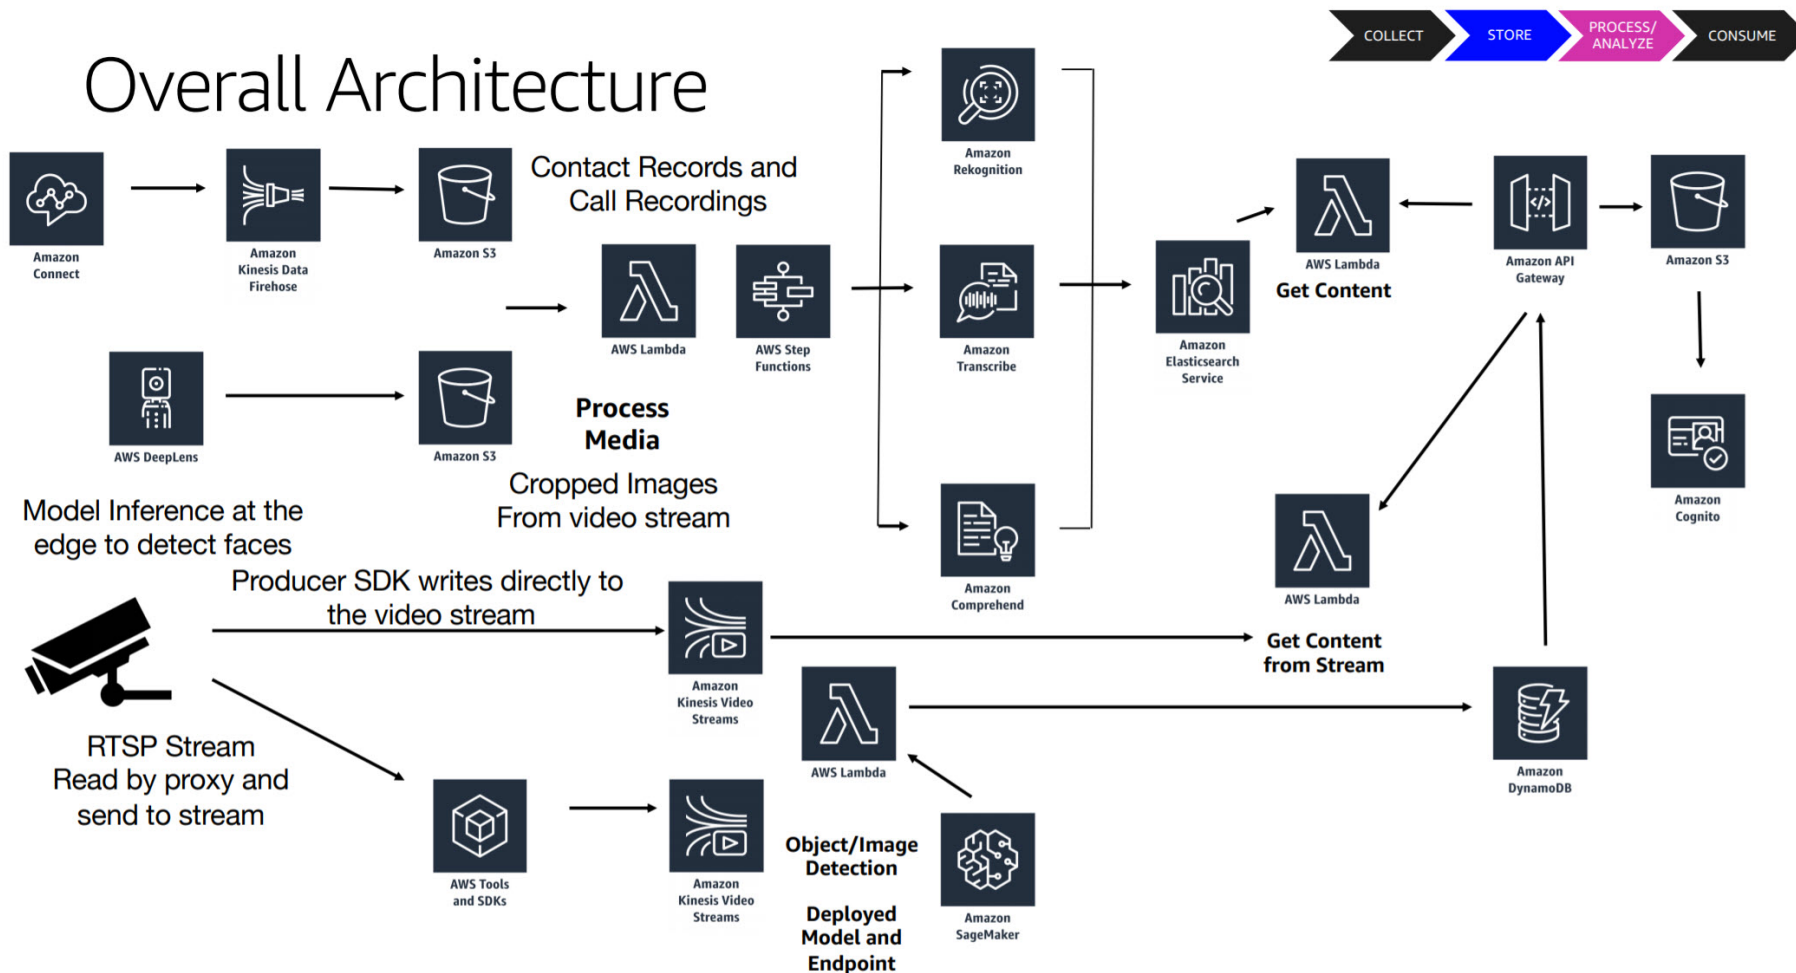 COLLECT
STORE
PROCESS/
ANALYZE
CONSUME
Overall Architecture
Amazon
Connect
Amazon
Kinesis Data
Firehose
Amazon S3
Contact Records and
Call Recordings
AWS DeepLens
Amazon S3
Model Inference at the
edge to detect faces
AWS Lambda
AWS Step
Functions
Process
Media
Cropped Images
From video stream
Amazon
Rekognition
Amazon
Transcribe
Amazon
Comprehend
Amazon
Elasticsearch
Service
AWS Lambda
Get Content
Amazon API
Gateway
Amazon S3
Amazon
Cognito
Producer SDK writes directly to
the video stream
Amazon
Kinesis Video
Streams
AWS Lambda
Get Content
from Stream
RTSP Stream
Read by proxy and
send to stream
AWS Tools
and SDKs
Amazon
Kinesis Video
Streams
AWS Lambda
Object/Image
Detection
Deployed
Model and
Endpoint
Amazon
SageMaker
Amazon
DynamoDB